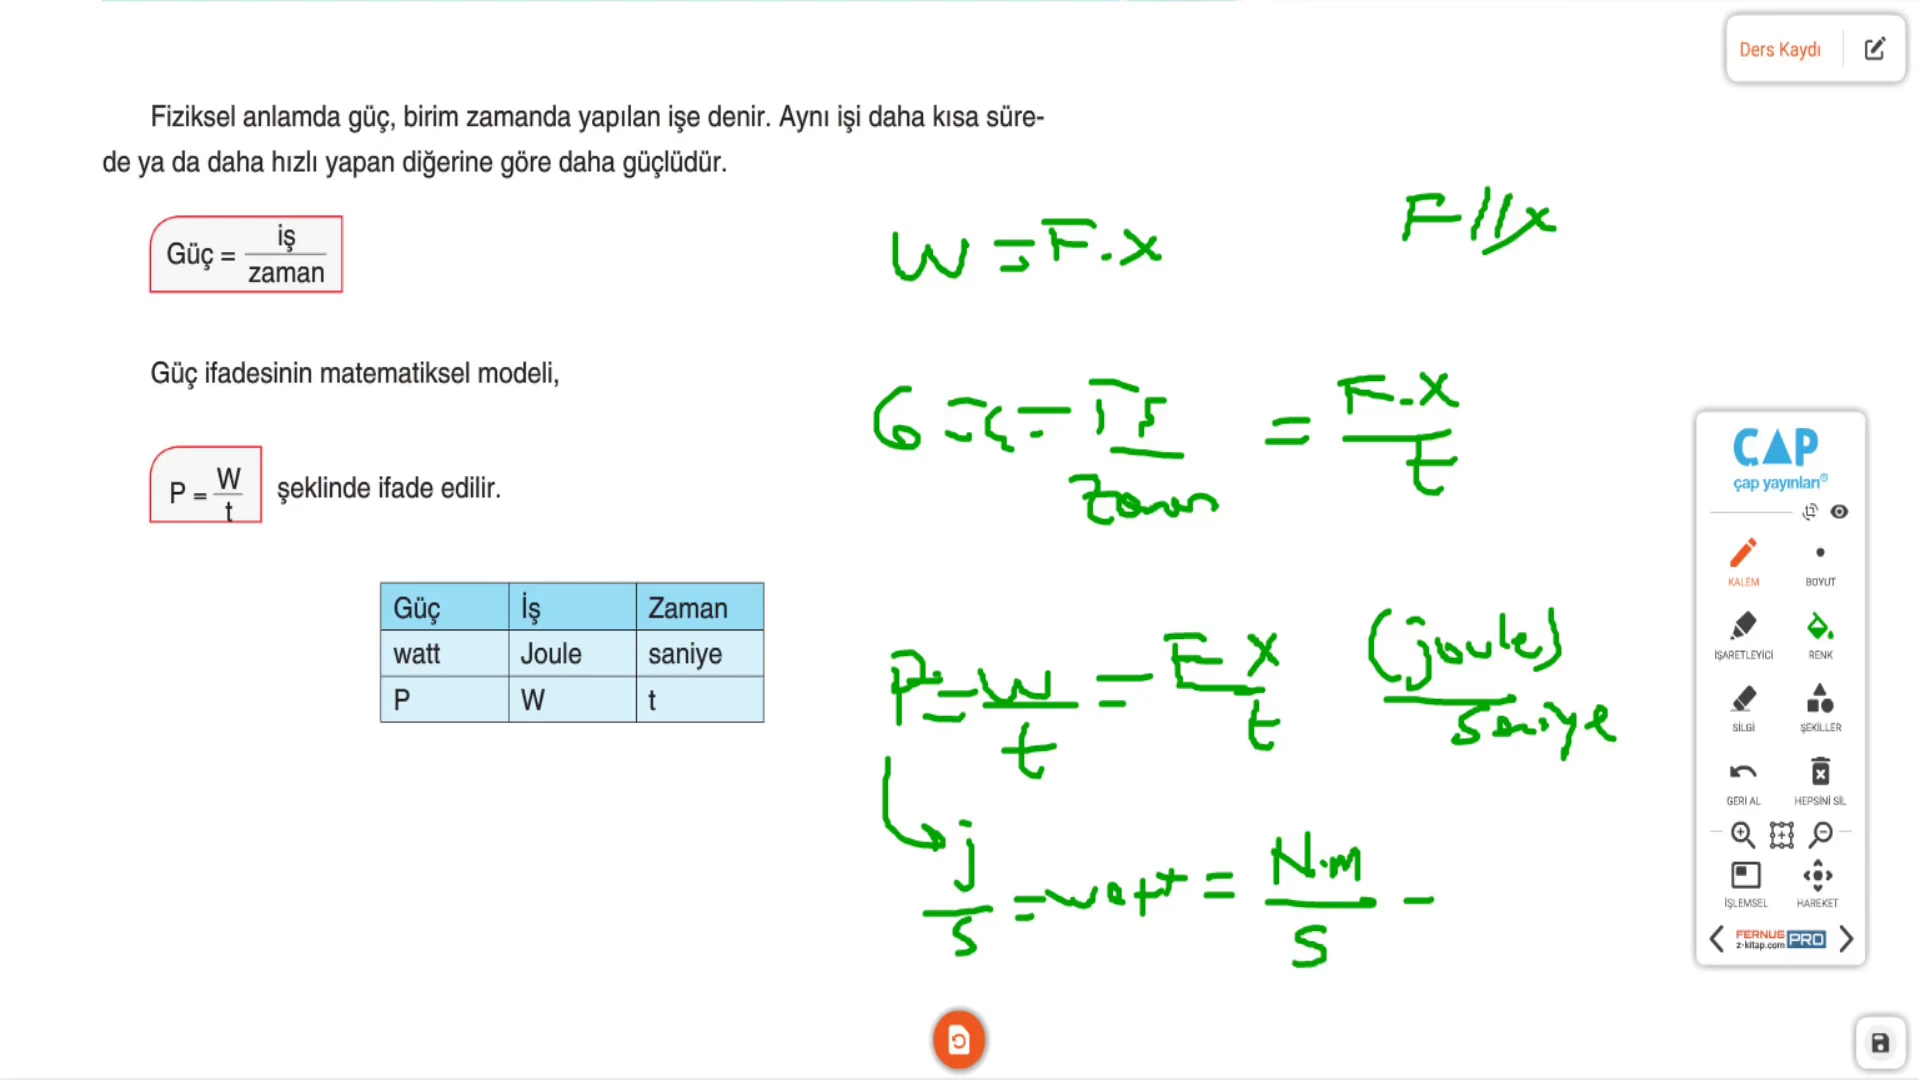 Ders Kaydı
Fiziksel anlamda güç, birim zamanda yapılan işe denir. Aynı işi daha kısa süre-
de ya da daha hızlı yapan diğerine göre daha güçlüdür.
Güç = iş / zaman
W = F.x
F//x
Güç ifadesinin matematiksel modeli,
Güç = İş / zaman = F.x / t
P = W / t şeklinde ifade edilir.
Güç İş Zaman
watt Joule saniye
P W t
P = W / t = F.x / t (joule) / saniye
j / s = watt = N.m / s =
ÇAP
çap yayınları®
KALEM
BOYUT
İŞARETLEYİCİ
RENK
SİLGİ
ŞEKİLLER
GERİ AL
HEPSİNİ SİL
İŞLEMSEL
HAREKET
FERNUS
z-kitap.com PRO